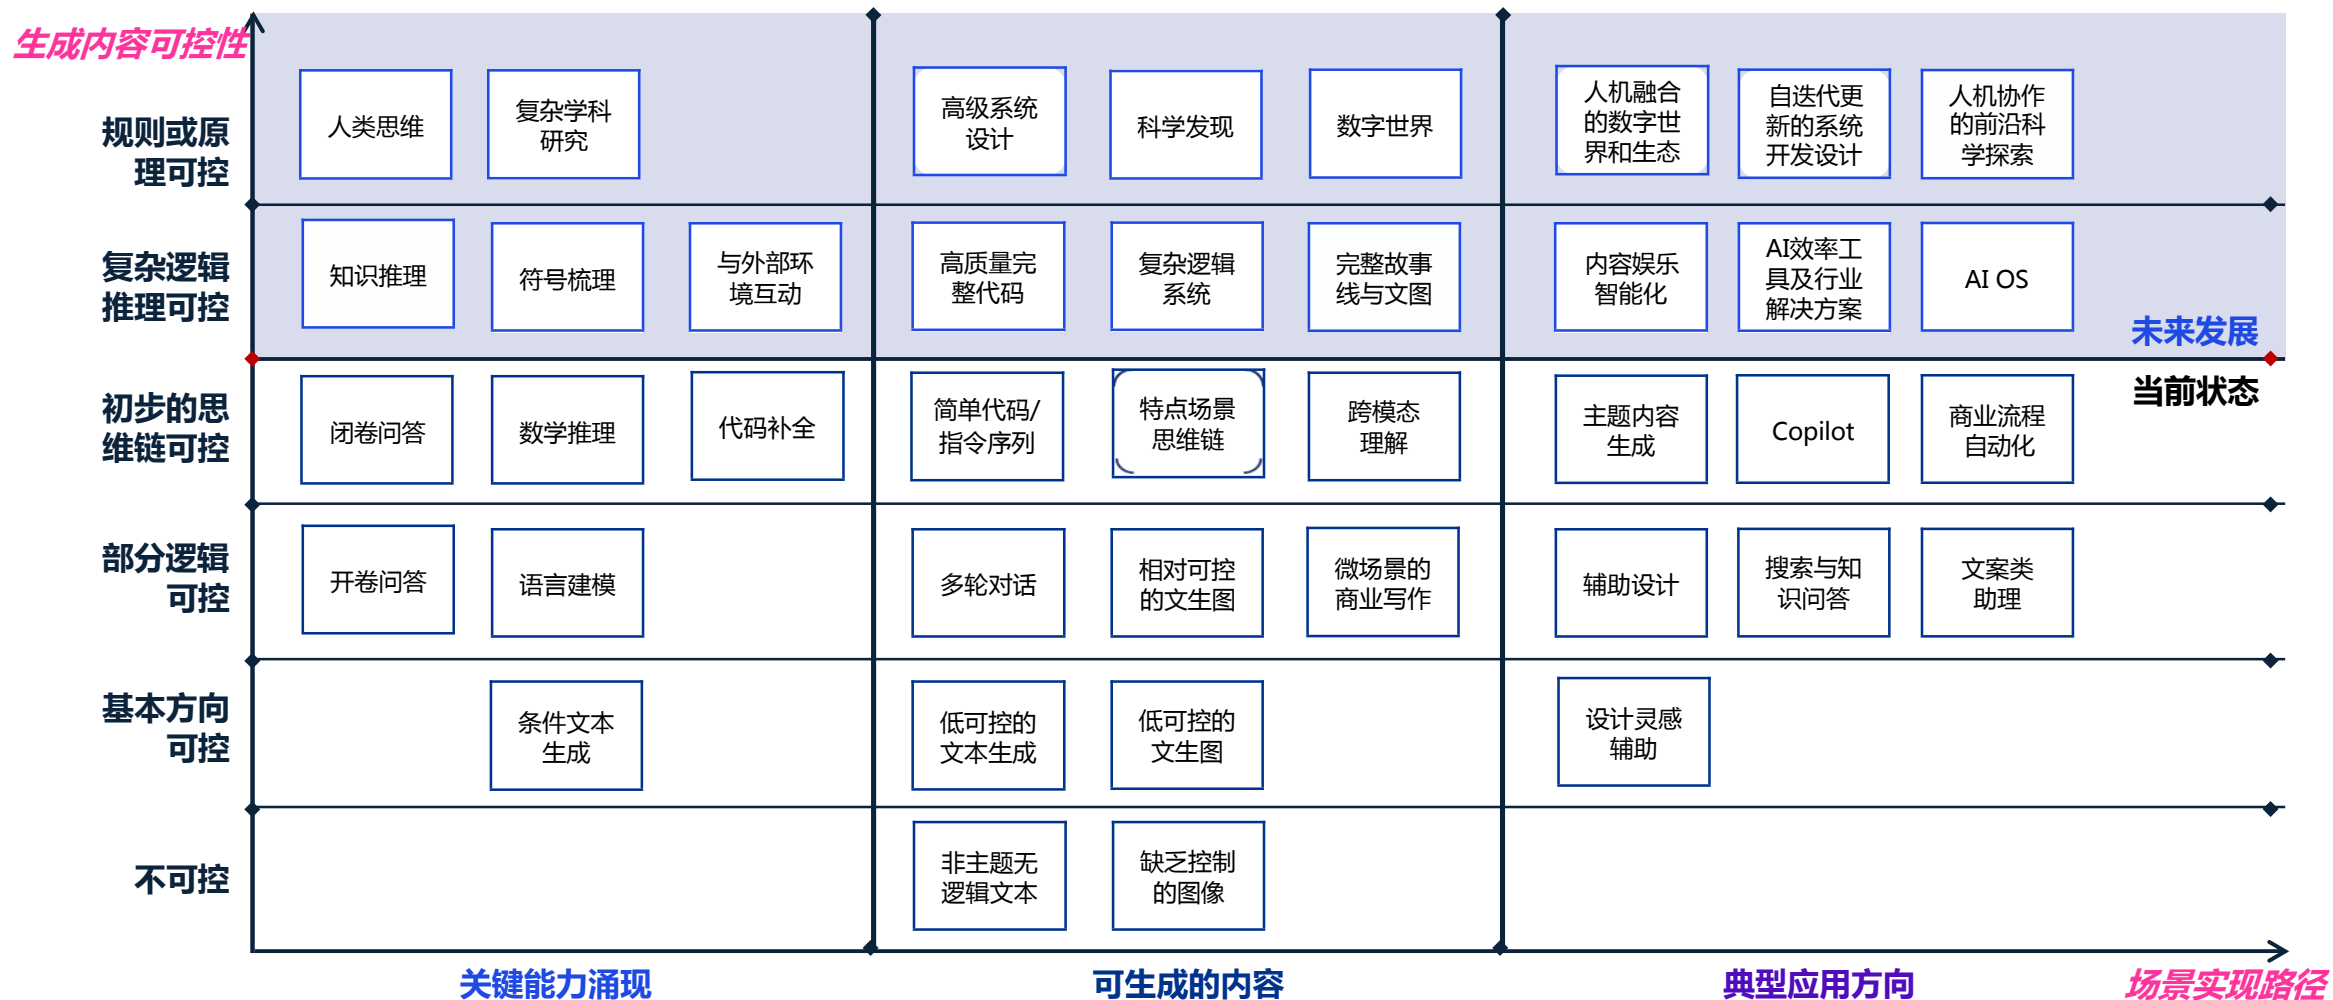 生成内容可控性
规则或原
理可控
人类思维
复杂学科
研究
高级系统
设计
科学发现
数字世界
人机融合
的数字世
界和生态
自迭代更
新的系统
开发设计
人机协作
的前沿科
学探索
复杂逻辑
推理可控
知识推理
符号梳理
与外部环
境互动
高质量完
整代码
复杂逻辑
系统
完整故事
线与文图
内容娱乐
智能化
AI效率工
具及行业
解决方案
AI OS
未来发展
当前状态
初步的思
维链可控
闭卷问答
数学推理
代码补全
简单代码/
指令序列
特点场景
思维链
跨模态
理解
主题内容
生成
Copilot
商业流程
自动化
部分逻辑
可控
开卷问答
语言建模
多轮对话
相对可控
的文生图
微场景的
商业写作
辅助设计
搜索与知
识问答
文案类
助理
基本方向
可控
条件文本
生成
低可控的
文本生成
低可控的
文生图
设计灵感
辅助
不可控
非主题无
逻辑文本
缺乏控制
的图像
关键能力涌现
可生成的内容
典型应用方向
场景实现路径